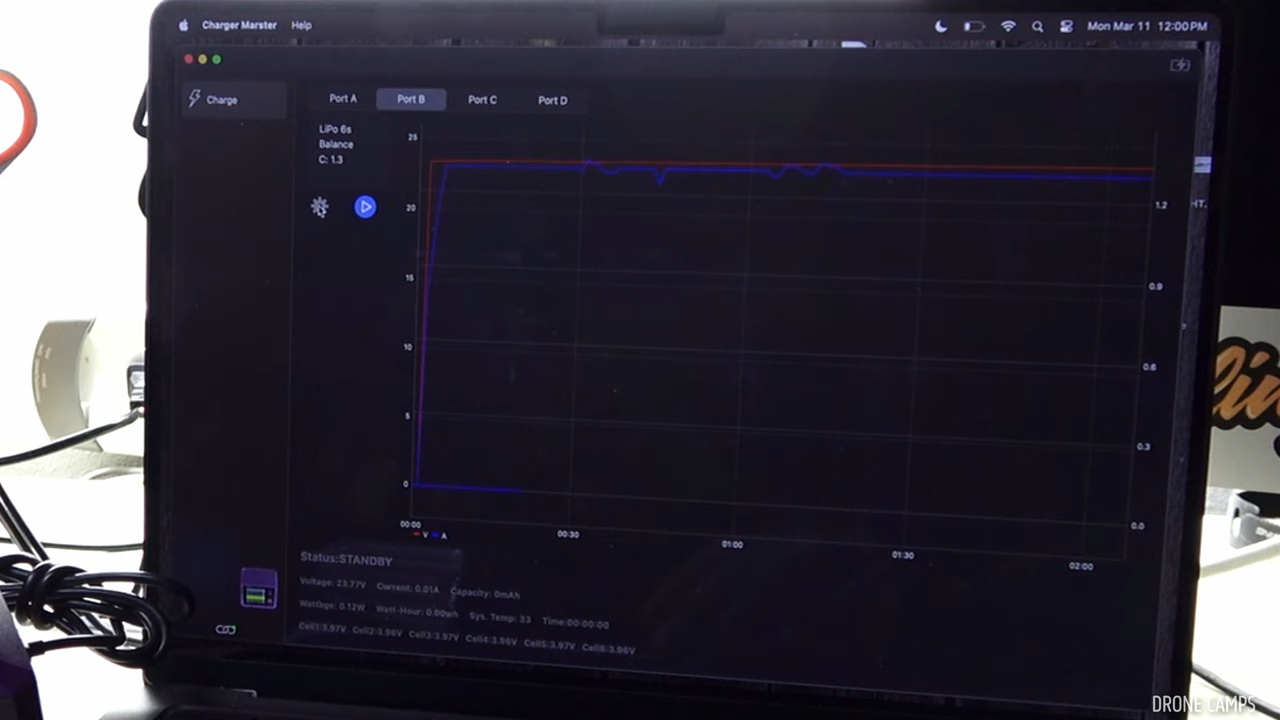 Charger Marster Help Mon Mar 11 12:00PM
Charge
Port A Port B Port C Port D
LiPo 6s
Balance
C: 1.3
25
20
15
10
5
0
1.2
0.9
0.6
0.3
0.0
00:00 00:30 01:00 01:30 02:00
V A
Status:STANDBY
Voltage: 23.77V Current: 0.01A Capacity: 0mAh
Wattage: 0.12W Watt-Hour: 0.00wh Sys. Temp: 33 Time:00:00:00
Cell1:3.97V Cell2:3.96V Cell3:3.97V Cell4:3.96V Cell5:3.97V Cell6:3.96V
HT.
DRONE CAMPS